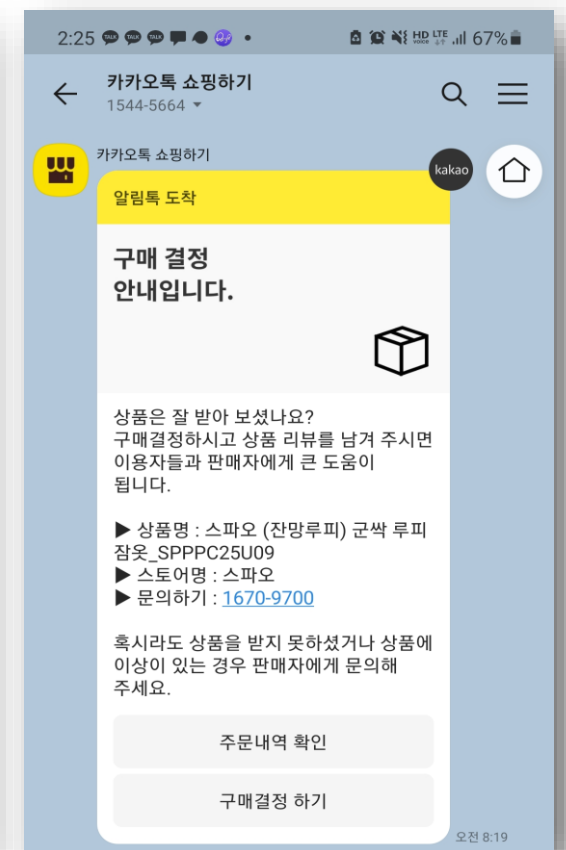 2:25
TALK TALK TALK
HD voice LTE 67%
카카오톡 쇼핑하기
1544-5664
카카오톡 쇼핑하기
kakao
알림톡 도착
구매 결정
안내입니다.
상품은 잘 받아 보셨나요?
구매결정하시고 상품 리뷰를 남겨 주시면
이용자들과 판매자에게 큰 도움이
됩니다.
▶ 상품명 : 스파오 (잔망루피) 군싹 루피
잠옷_SPPPC25U09
▶ 스토어명 : 스파오
▶ 문의하기 : 1670-9700
혹시라도 상품을 받지 못하셨거나 상품에
이상이 있는 경우 판매자에게 문의해
주세요.
주문내역 확인
구매결정 하기
오전 8:19